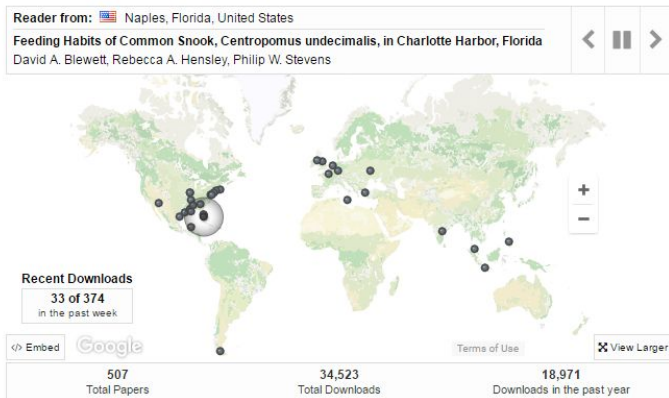 Reader from: Naples, Florida, United States
Feeding Habits of Common Snook, Centropomus undecimalis, in Charlotte Harbor, Florida
David A. Blewett, Rebecca A. Hensley, Philip W. Stevens
+
−
Recent Downloads
33 of 374
in the past week
</> Embed
Google
Terms of Use
View Larger
507
34,523
18,971
Total Papers
Total Downloads
Downloads in the past year